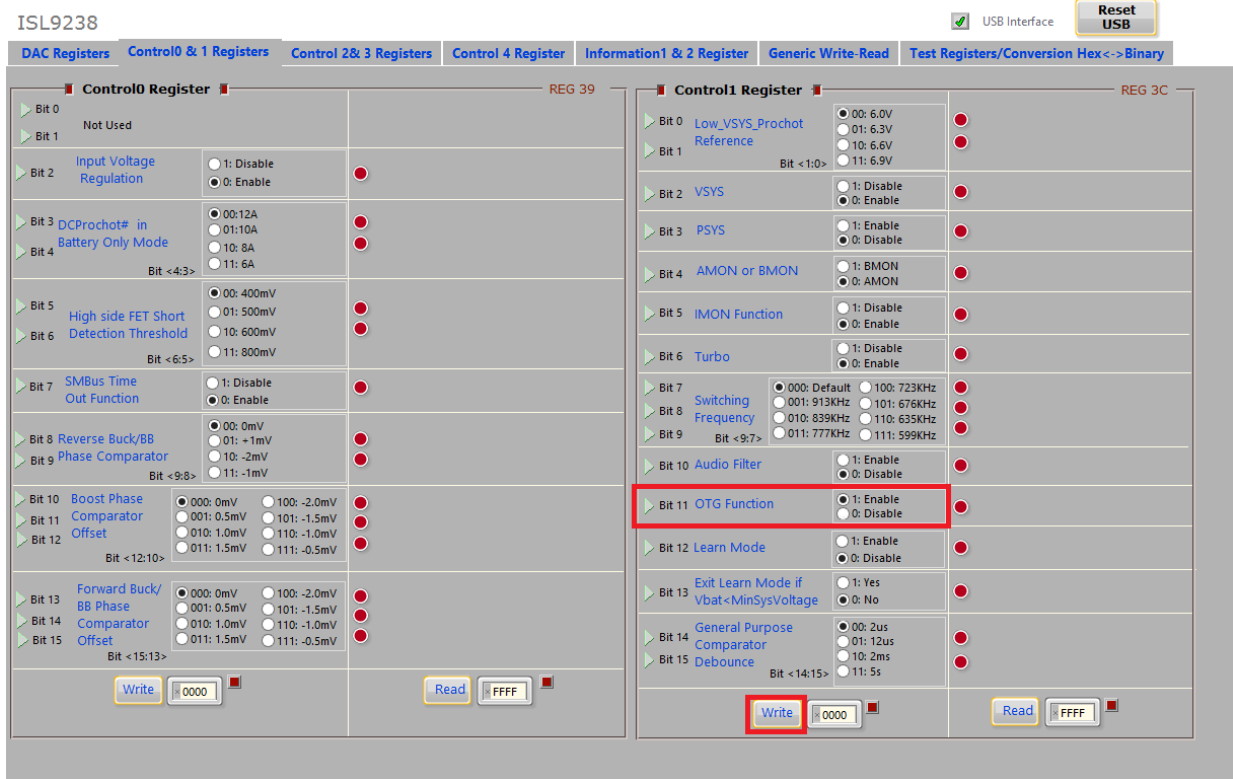 ISL9238
USB Interface
Reset
USB
DAC Registers
Control0 & 1 Registers
Control 2& 3 Registers
Control 4 Register
Information1 & 2 Register
Generic Write-Read
Test Registers/Conversion Hex<->Binary
Control0 Register
REG 39
Bit 0
Bit 1
Not Used
Bit 2
Input Voltage
Regulation
1: Disable
0: Enable
Bit 3
Bit 4
DCProchot# in
Battery Only Mode
Bit <4:3>
00:12A
01:10A
10: 8A
11: 6A
Bit 5
Bit 6
High side FET Short
Detection Threshold
Bit <6:5>
00: 400mV
01: 500mV
10: 600mV
11: 800mV
Bit 7
SMBus Time
Out Function
1: Disable
0: Enable
Bit 8
Bit 9
Reverse Buck/BB
Phase Comparator
Bit <9:8>
00: 0mV
01: +1mV
10: -2mV
11: -1mV
Bit 10
Bit 11
Bit 12
Boost Phase
Comparator
Offset
Bit <12:10>
000: 0mV
001: 0.5mV
010: 1.0mV
011: 1.5mV
100: -2.0mV
101: -1.5mV
110: -1.0mV
111: -0.5mV
Bit 13
Bit 14
Bit 15
Forward Buck/
BB Phase
Comparator
Offset
Bit <15:13>
000: 0mV
001: 0.5mV
010: 1.0mV
011: 1.5mV
100: -2.0mV
101: -1.5mV
110: -1.0mV
111: -0.5mV
Write
×0000
Read
×FFFF
Control1 Register
REG 3C
Bit 0
Bit 1
Low_VSYS_Prochot
Reference
Bit <1:0>
00: 6.0V
01: 6.3V
10: 6.6V
11: 6.9V
Bit 2
VSYS
1: Disable
0: Enable
Bit 3
PSYS
1: Enable
0: Disable
Bit 4
AMON or BMON
1: BMON
0: AMON
Bit 5
IMON Function
1: Disable
0: Enable
Bit 6
Turbo
1: Disable
0: Enable
Bit 7
Bit 8
Bit 9
Switching
Frequency
Bit <9:7>
000: Default
001: 913KHz
010: 839KHz
011: 777KHz
100: 723KHz
101: 676KHz
110: 635KHz
111: 599KHz
Bit 10
Audio Filter
1: Enable
0: Disable
Bit 11
OTG Function
1: Enable
0: Disable
Bit 12
Learn Mode
1: Enable
0: Disable
Bit 13
Exit Learn Mode if
Vbat<MinSysVoltage
1: Yes
0: No
Bit 14
Bit 15
General Purpose
Comparator
Debounce
Bit <14:15>
00: 2us
01: 12us
10: 2ms
11: 5s
Write
×0000
Read
×FFFF